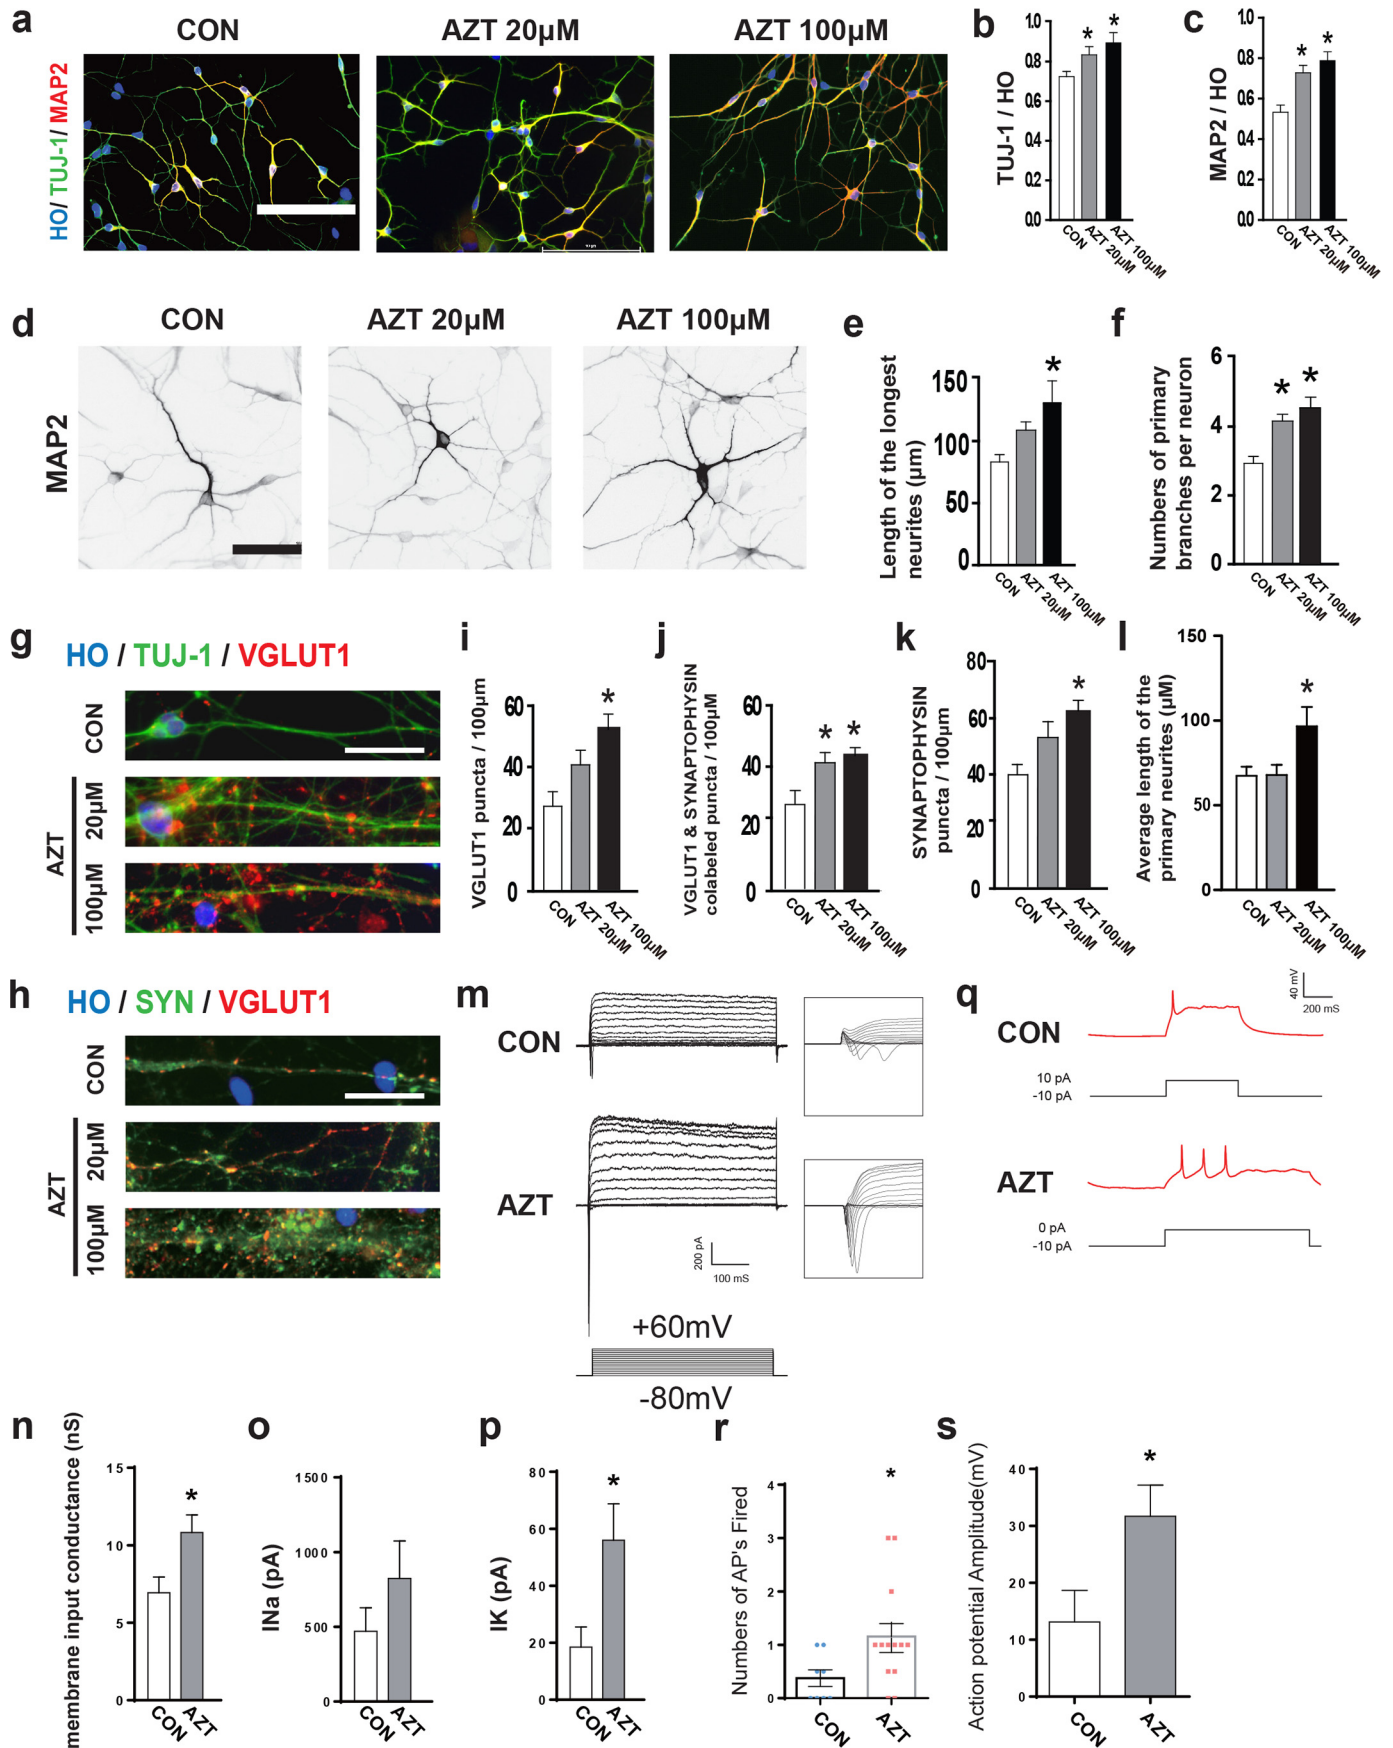 a
CON
AZT 20µM
AZT 100µM
HO/ TUJ-1/ MAP2
b
TUJ-1 / HO
1.0
0.8
0.6
0.4
0.2
0.0
*
*
CON
AZT 20µM
AZT 100µM
c
MAP2 / HO
1.0
0.8
0.6
0.4
0.2
0.0
*
*
CON
AZT 20µM
AZT 100µM
d
CON
AZT 20µM
AZT 100µM
MAP2
e
Length of the longest
neurites (µm)
150
100
50
0
*
CON
AZT 20µM
AZT 100µM
f
Numbers of primary
branches per neuron
6
4
2
0
*
*
CON
AZT 20µM
AZT 100µM
g
HO / TUJ-1 / VGLUT1
CON
AZT
20µM
100µM
i
VGLUT1 puncta / 100µm
60
40
20
0
*
CON
AZT 20µM
AZT 100µM
j
VGLUT1 & SYNAPTOPHYSIN
colabeled puncta / 100µM
60
40
20
0
*
*
CON
AZT 20µM
AZT 100µM
k
SYNAPTOPHYSIN
puncta / 100µm
80
60
40
20
0
*
CON
AZT 20µM
AZT 100µM
l
Average length of the
primary neurites (µM)
150
100
50
0
*
CON
AZT 20µM
AZT 100µM
h
HO / SYN / VGLUT1
CON
AZT
20µM
100µM
m
CON
AZT
200 pA
100 mS
+60mV
-80mV
q
40 mV
200 mS
CON
10 pA
-10 pA
AZT
0 pA
-10 pA
n
membrane input conductance (nS)
15
10
5
0
*
CON
AZT
o
INa (pA)
1500
1000
500
0
CON
AZT
p
IK (pA)
80
60
40
20
0
*
CON
AZT
r
Numbers of AP's Fired
4
3
2
1
0
*
CON
AZT
s
Action potential Amplitude(mV)
40
30
20
10
0
*
CON
AZT